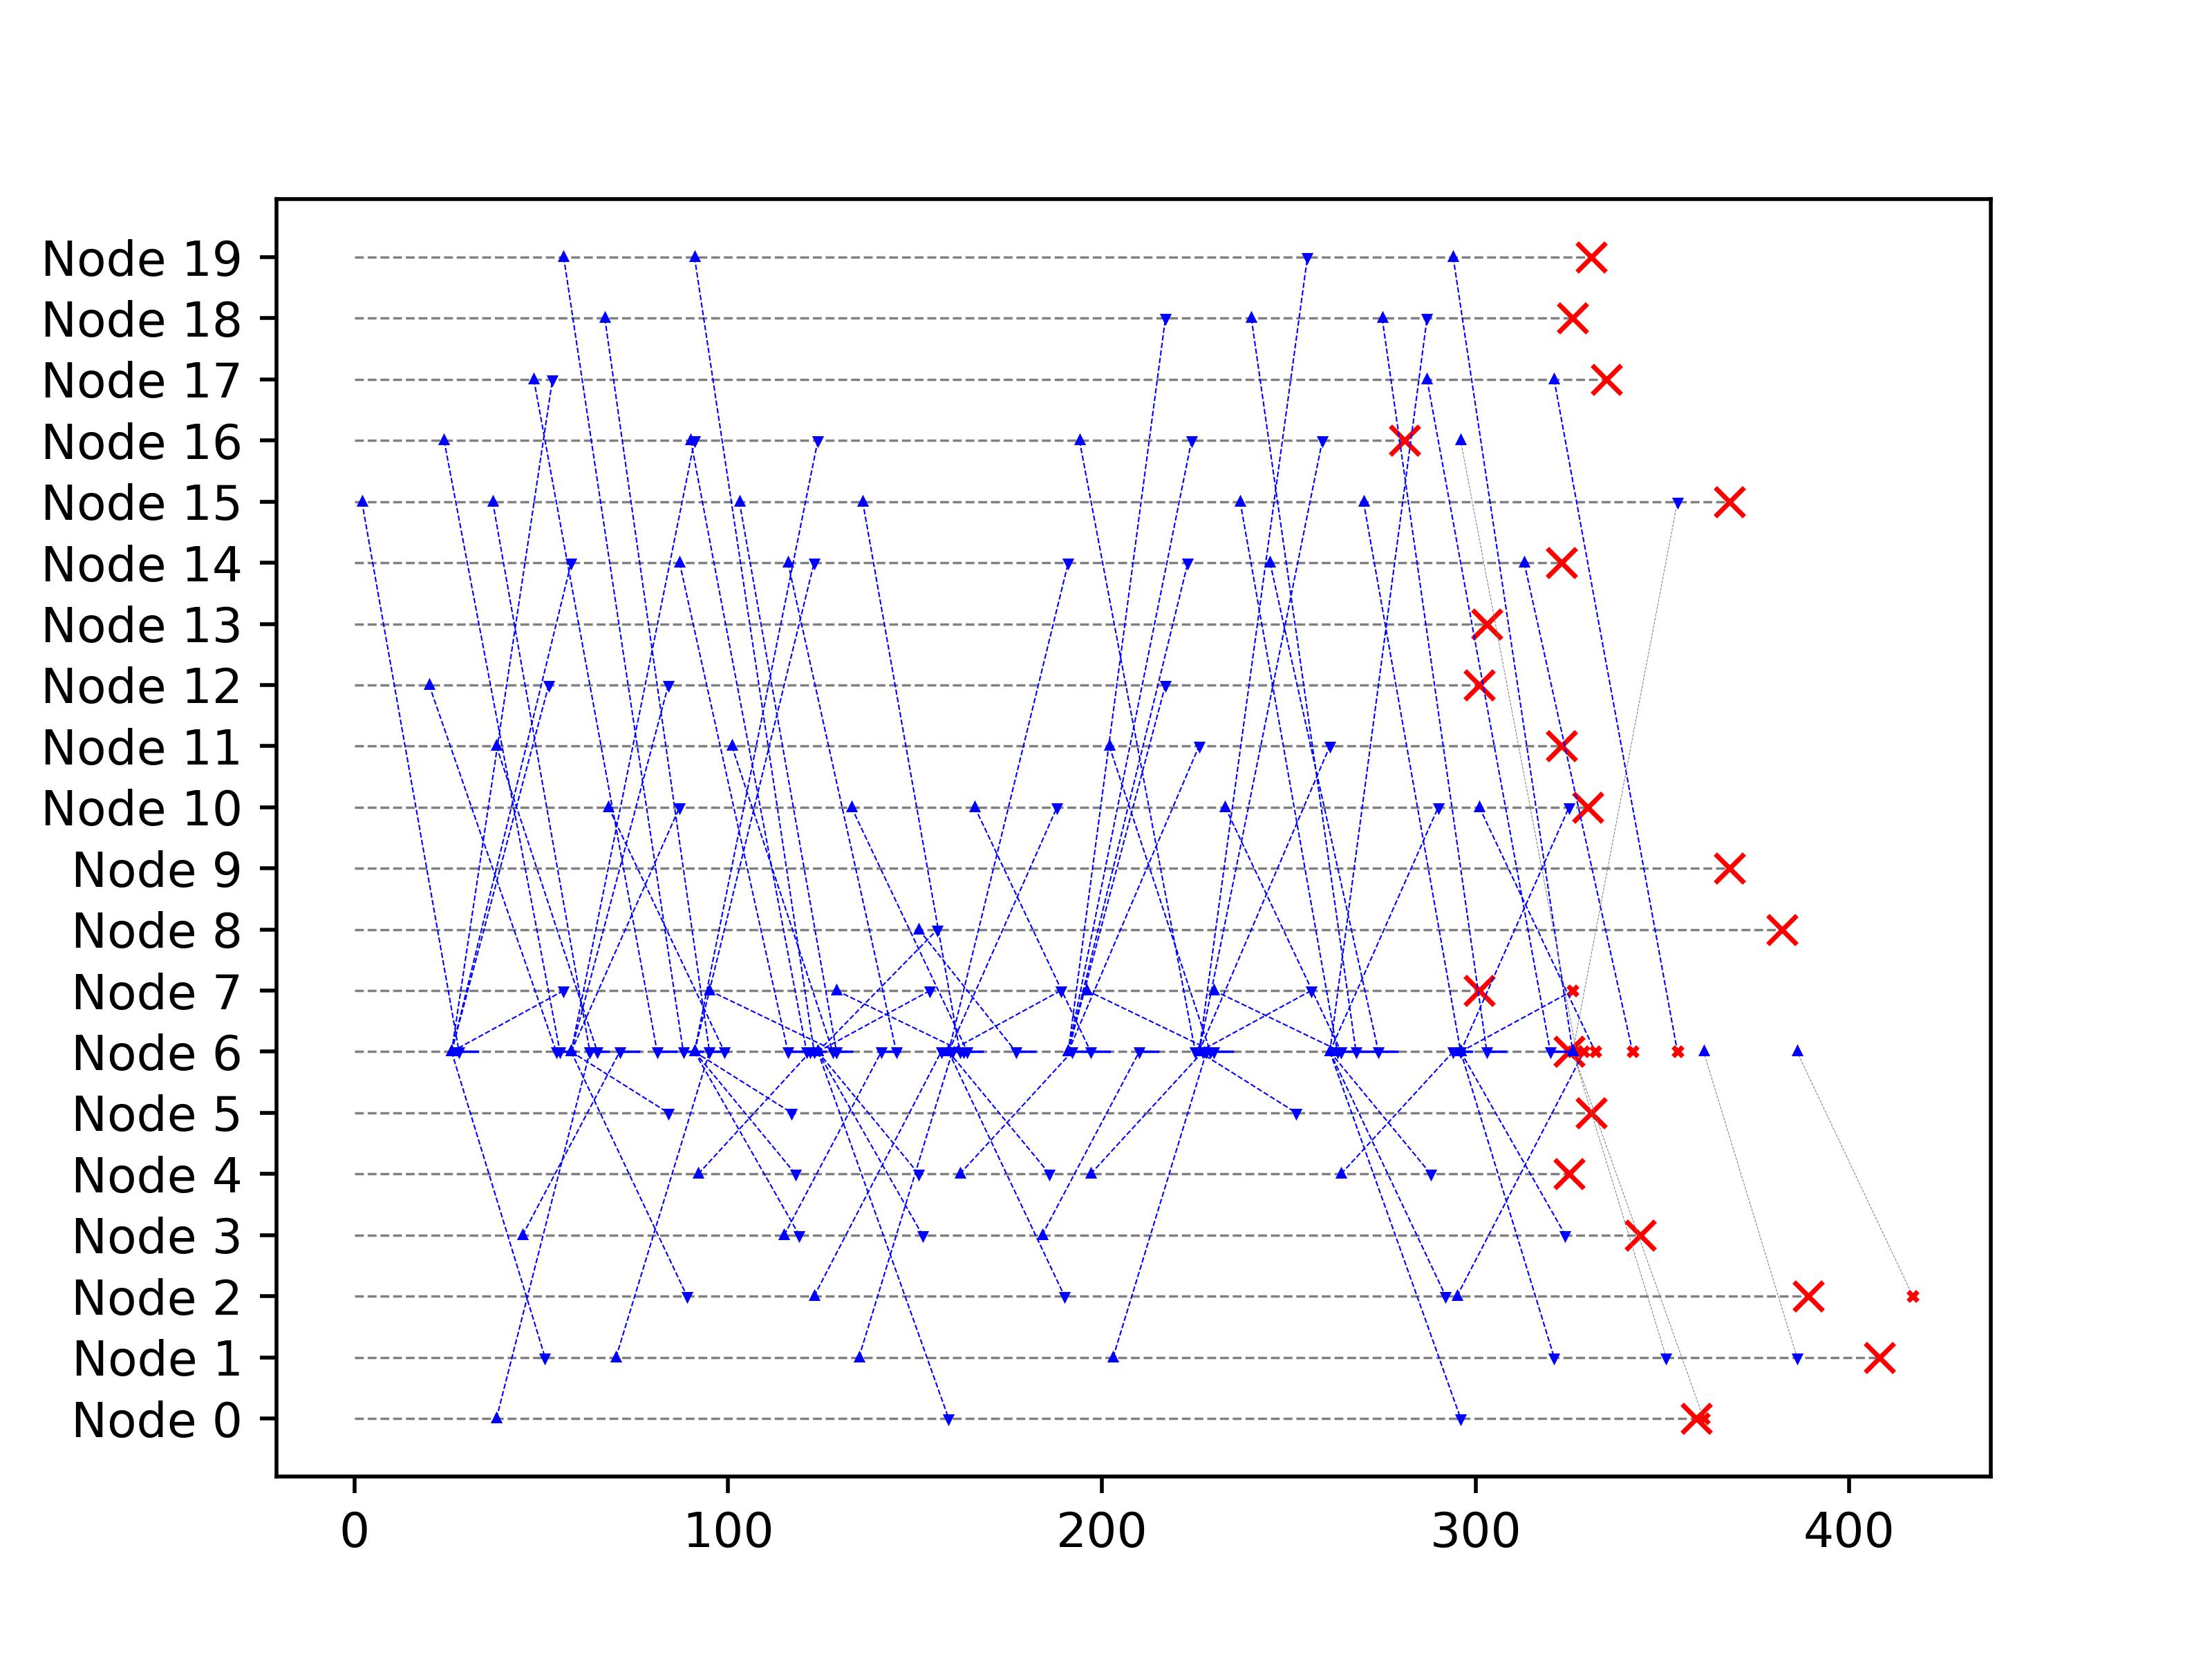 Node 19
Node 18
Node 17
Node 16
Node 15
Node 14
Node 13
Node 12
Node 11
Node 10
Node 9
Node 8
Node 7
Node 6
Node 5
Node 4
Node 3
Node 2
Node 1
Node 0
0 100 200 300 400